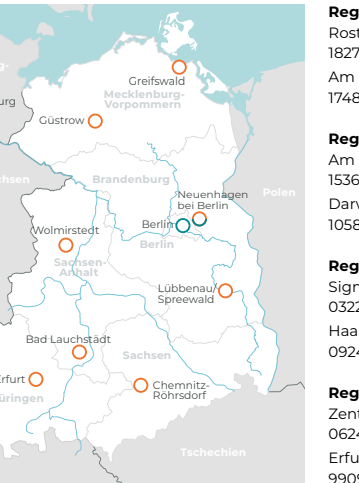 Greifswald
Mecklenburg-
Vorpommern
Güstrow
Brandenburg
Neuenhagen
bei Berlin
Polen
Berlin
Berlin
Wolmirstedt
Sachsen-
Anhalt
Lübbenau/
Spreewald
Bad Lauchstädt
Sachsen
Erfurt
Chemnitz-
Röhrsdorf
Tschechien
Reg
Rost
1827
Am
1748
Reg
Am
1536
Darw
1058
Reg
Sign
0322
Haa
0924
Reg
Zent
0624
Erfu
9909